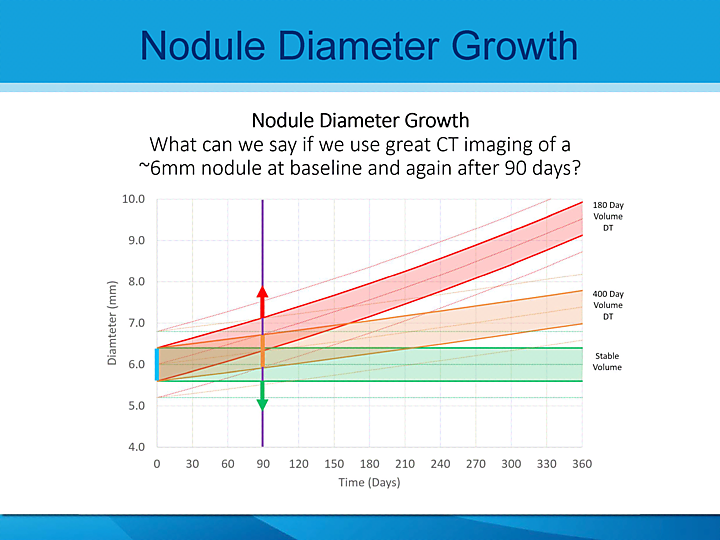 Nodule Diameter Growth
Nodule Diameter Growth
What can we say if we use great CT imaging of a
~6mm nodule at baseline and again after 90 days?
10.0
9.0
8.0
7.0
6.0
5.0
4.0
Diamteter (mm)
180 Day
Volume
DT
400 Day
Volume
DT
Stable
Volume
0 30 60 90 120 150 180 210 240 270 300 330 360
Time (Days)